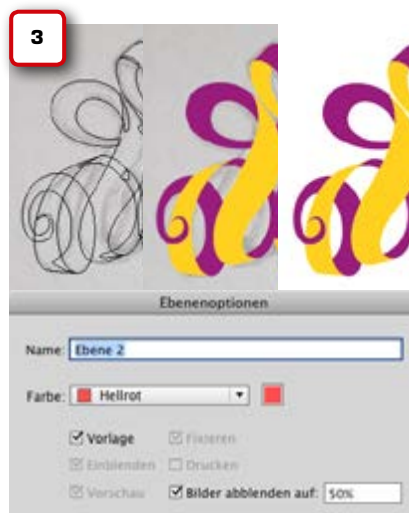 3
Ebenenoptionen
Name: Ebene 2
Farbe: Hellrot
Vorlage Fixieren
Einblenden Drucken
Vorschau Bilder abblenden auf: 50%